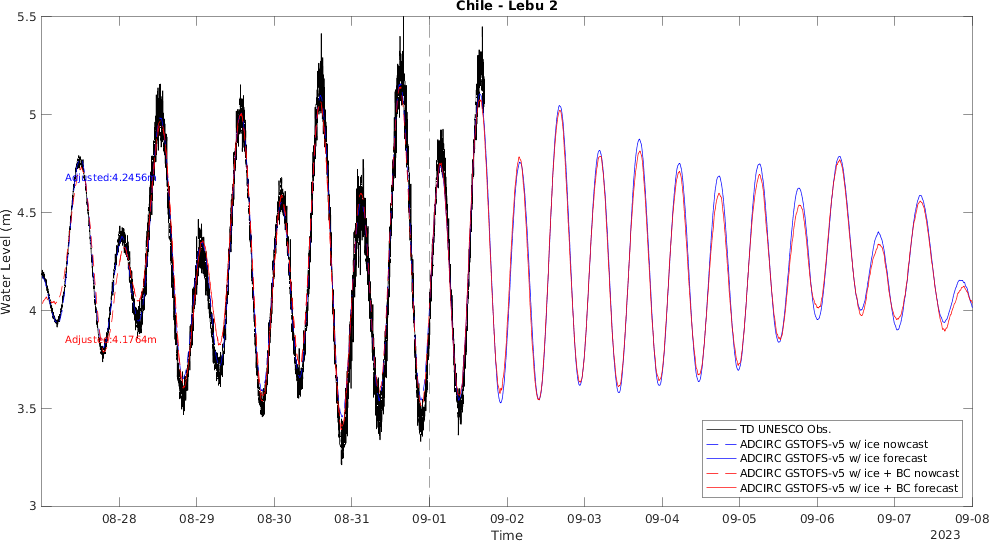 Chile - Lebu 2
5.5
5
4.5
4
3.5
3
Water Level (m)
Adjusted:4.2456m
Adjusted:4.1764m
TD UNESCO Obs.
ADCIRC GSTOFS-v5 w/ ice nowcast
ADCIRC GSTOFS-v5 w/ ice forecast
ADCIRC GSTOFS-v5 w/ ice + BC nowcast
ADCIRC GSTOFS-v5 w/ ice + BC forecast
08-28 08-29 08-30 08-31 09-01 09-02 09-03 09-04 09-05 09-06 09-07 09-08
Time
2023